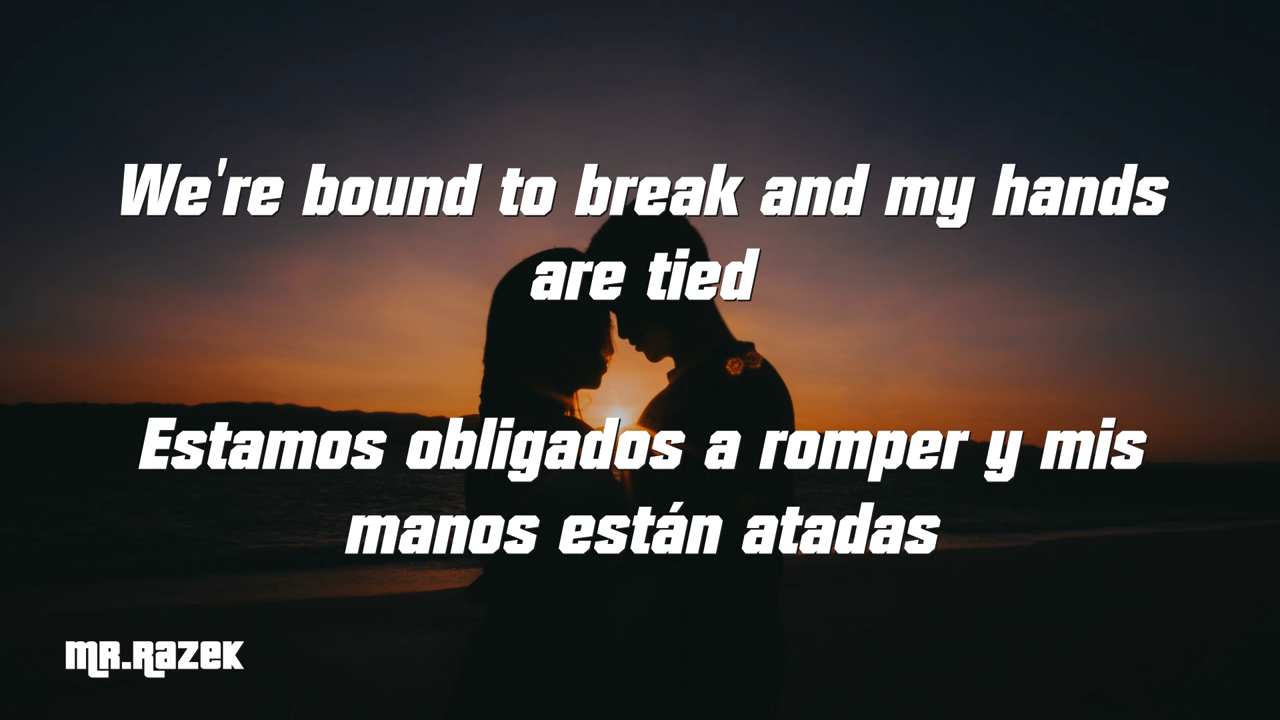 We're bound to break and my hands
are tied
Estamos obligados a romper y mis
manos están atadas
MR.RAZEK